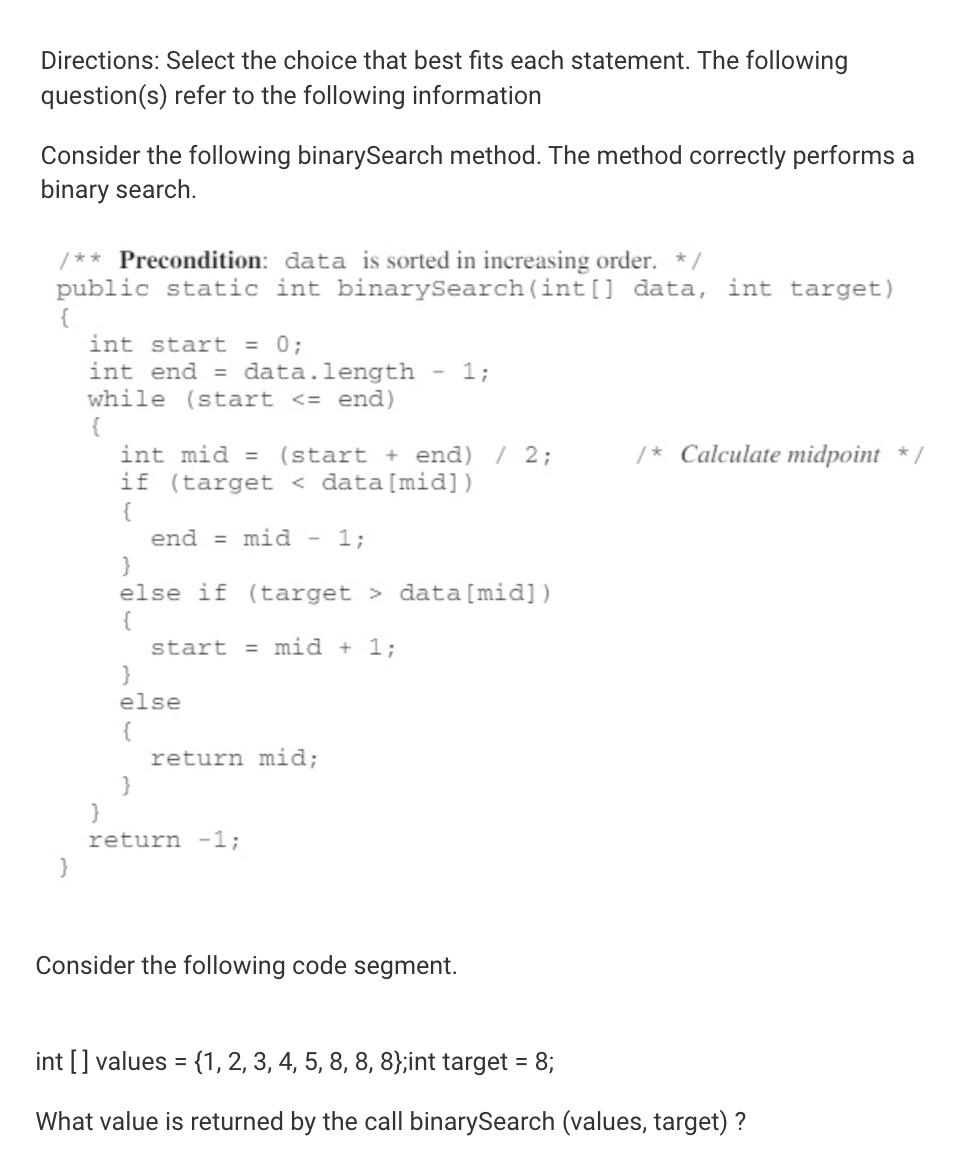 Directions: Select the choice that best fits each statement. The following
question(s) refer to the following information
Consider the following binarySearch method. The method correctly performs a
binary search.
/** Precondition: data is sorted in increasing order. */
public static int binarySearch(int[] data, int target)
{
int start = 0;
int end = data.length - 1;
while (start <= end)
{
int mid = (start + end) / 2; /* Calculate midpoint */
if (target < data[mid])
{
end = mid - 1;
}
else if (target > data[mid])
{
start = mid + 1;
}
else
{
return mid;
}
}
return -1;
}
Consider the following code segment.
int [ ] values = {1, 2, 3, 4, 5, 8, 8, 8};int target = 8;
What value is returned by the call binarySearch (values, target) ?